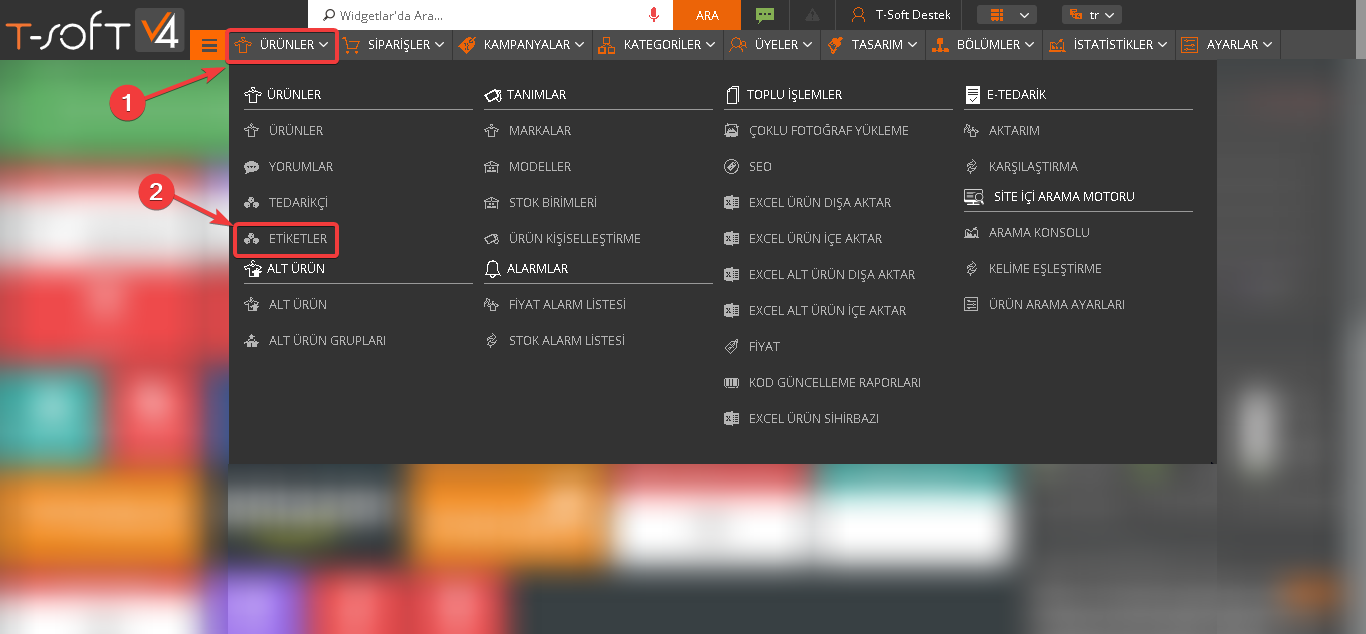 T-SOFT V4
Widgetlar'da Ara...
ARA
T-Soft Destek
tr
ÜRÜNLER
SİPARİŞLER
KAMPANYALAR
KATEGORİLER
ÜYELER
TASARIM
BÖLÜMLER
İSTATİSTİKLER
AYARLAR
1
2
ÜRÜNLER
ÜRÜNLER
YORUMLAR
TEDARİKÇİ
ETİKETLER
ALT ÜRÜN
ALT ÜRÜN
ALT ÜRÜN GRUPLARI
TANIMLAR
MARKALAR
MODELLER
STOK BİRİMLERİ
ÜRÜN KİŞİSELLEŞTİRME
ALARMLAR
FİYAT ALARM LİSTESİ
STOK ALARM LİSTESİ
TOPLU İŞLEMLER
ÇOKLU FOTOĞRAF YÜKLEME
SEO
EXCEL ÜRÜN DIŞA AKTAR
EXCEL ÜRÜN İÇE AKTAR
EXCEL ALT ÜRÜN DIŞA AKTAR
EXCEL ALT ÜRÜN İÇE AKTAR
FİYAT
KOD GÜNCELLEME RAPORLARI
EXCEL ÜRÜN SİHİRBAZI
E-TEDARİK
AKTARIM
KARŞILAŞTIRMA
SİTE İÇİ ARAMA MOTORU
ARAMA KONSOLU
KELİME EŞLEŞTİRME
ÜRÜN ARAMA AYARLARI